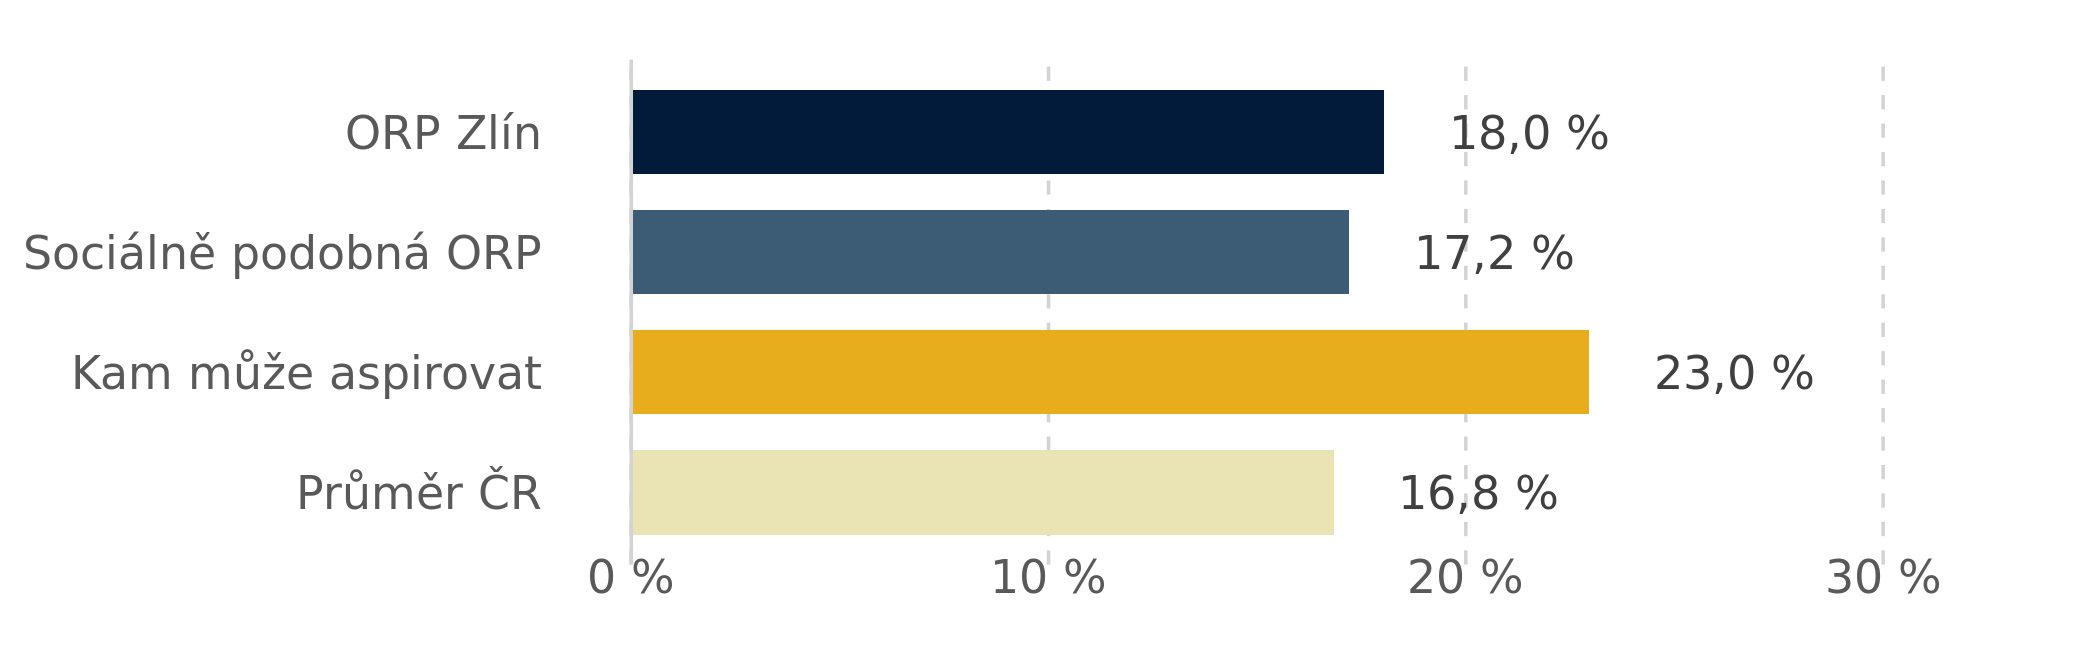 ORP Zlín
18,0 %
Sociálně podobná ORP
17,2 %
Kam může aspirovat
23,0 %
Průměr ČR
16,8 %
0 %
10 %
20 %
30 %